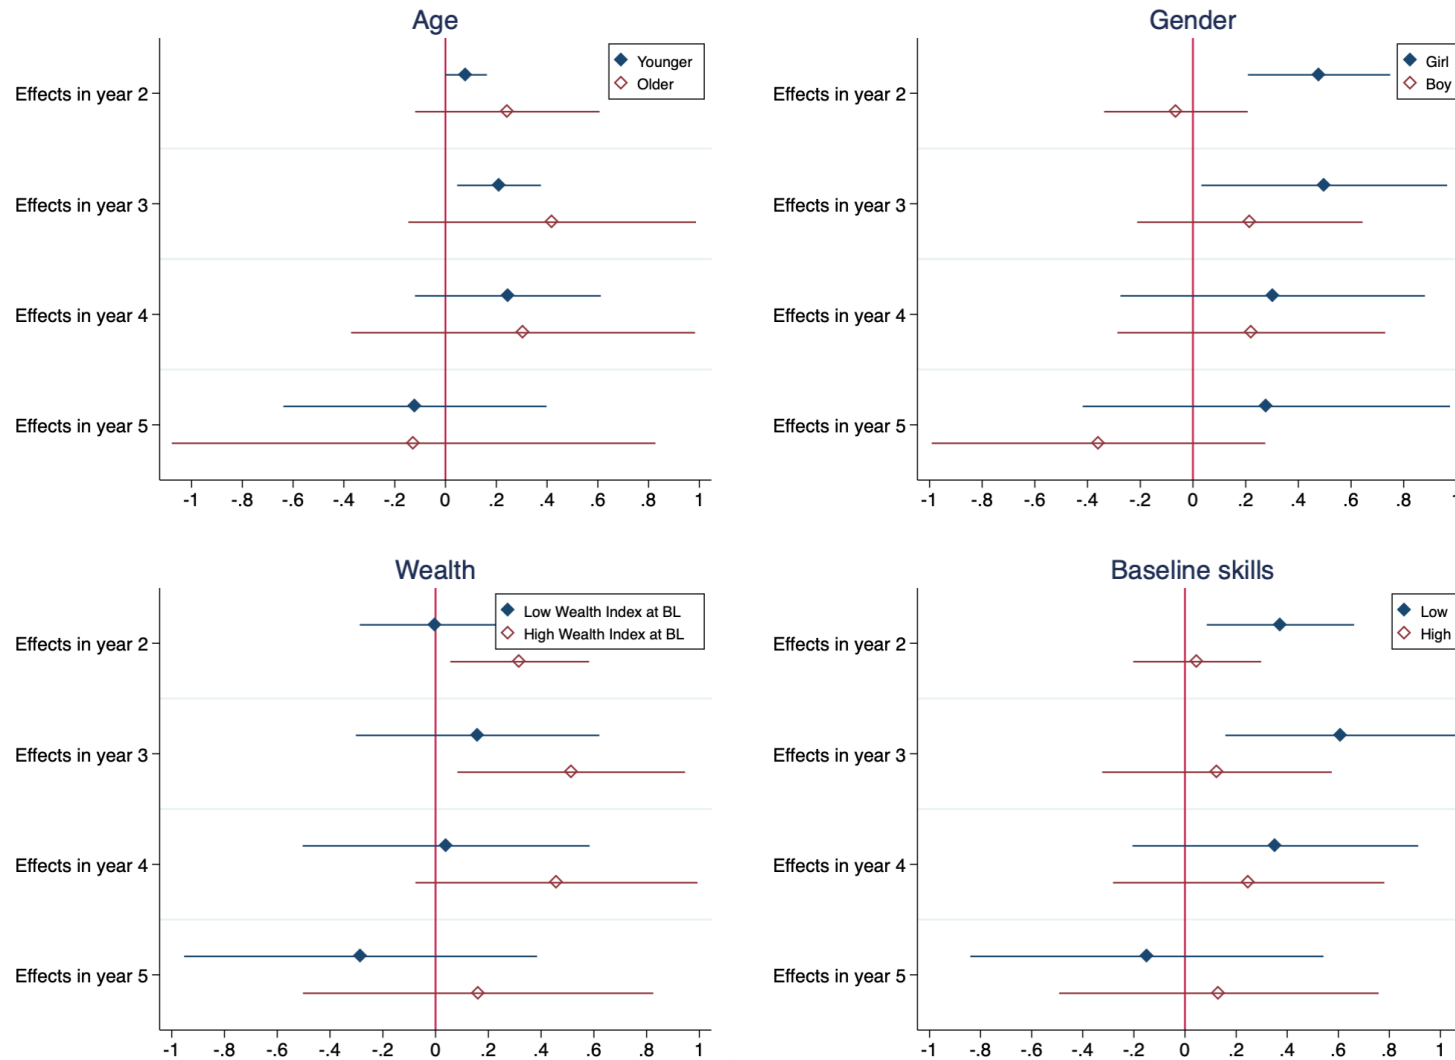 Age
Younger
Older
Effects in year 2
Effects in year 3
Effects in year 4
Effects in year 5
-1 -.8 -.6 -.4 -.2 0 .2 .4 .6 .8 1
Gender
Girl
Boy
Effects in year 2
Effects in year 3
Effects in year 4
Effects in year 5
-1 -.8 -.6 -.4 -.2 0 .2 .4 .6 .8
Wealth
Low Wealth Index at BL
High Wealth Index at BL
Effects in year 2
Effects in year 3
Effects in year 4
Effects in year 5
-1 -.8 -.6 -.4 -.2 0 .2 .4 .6 .8 1
Baseline skills
Low
High
Effects in year 2
Effects in year 3
Effects in year 4
Effects in year 5
-1 -.8 -.6 -.4 -.2 0 .2 .4 .6 .8 1